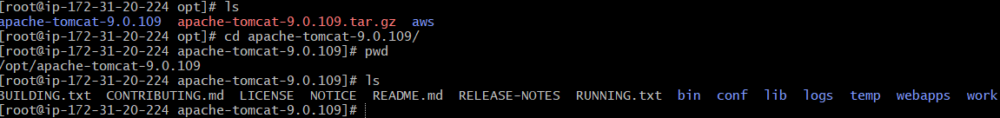 [root@ip-172-31-20-224 opt]# ls
apache-tomcat-9.0.109  apache-tomcat-9.0.109.tar.gz  aws
[root@ip-172-31-20-224 opt]# cd apache-tomcat-9.0.109/
[root@ip-172-31-20-224 apache-tomcat-9.0.109]# pwd
/opt/apache-tomcat-9.0.109
[root@ip-172-31-20-224 apache-tomcat-9.0.109]# ls
BUILDING.txt  CONTRIBUTING.md  LICENSE  NOTICE  README.md  RELEASE-NOTES  RUNNING.txt  bin  conf  lib  logs  temp  webapps  work
[root@ip-172-31-20-224 apache-tomcat-9.0.109]#